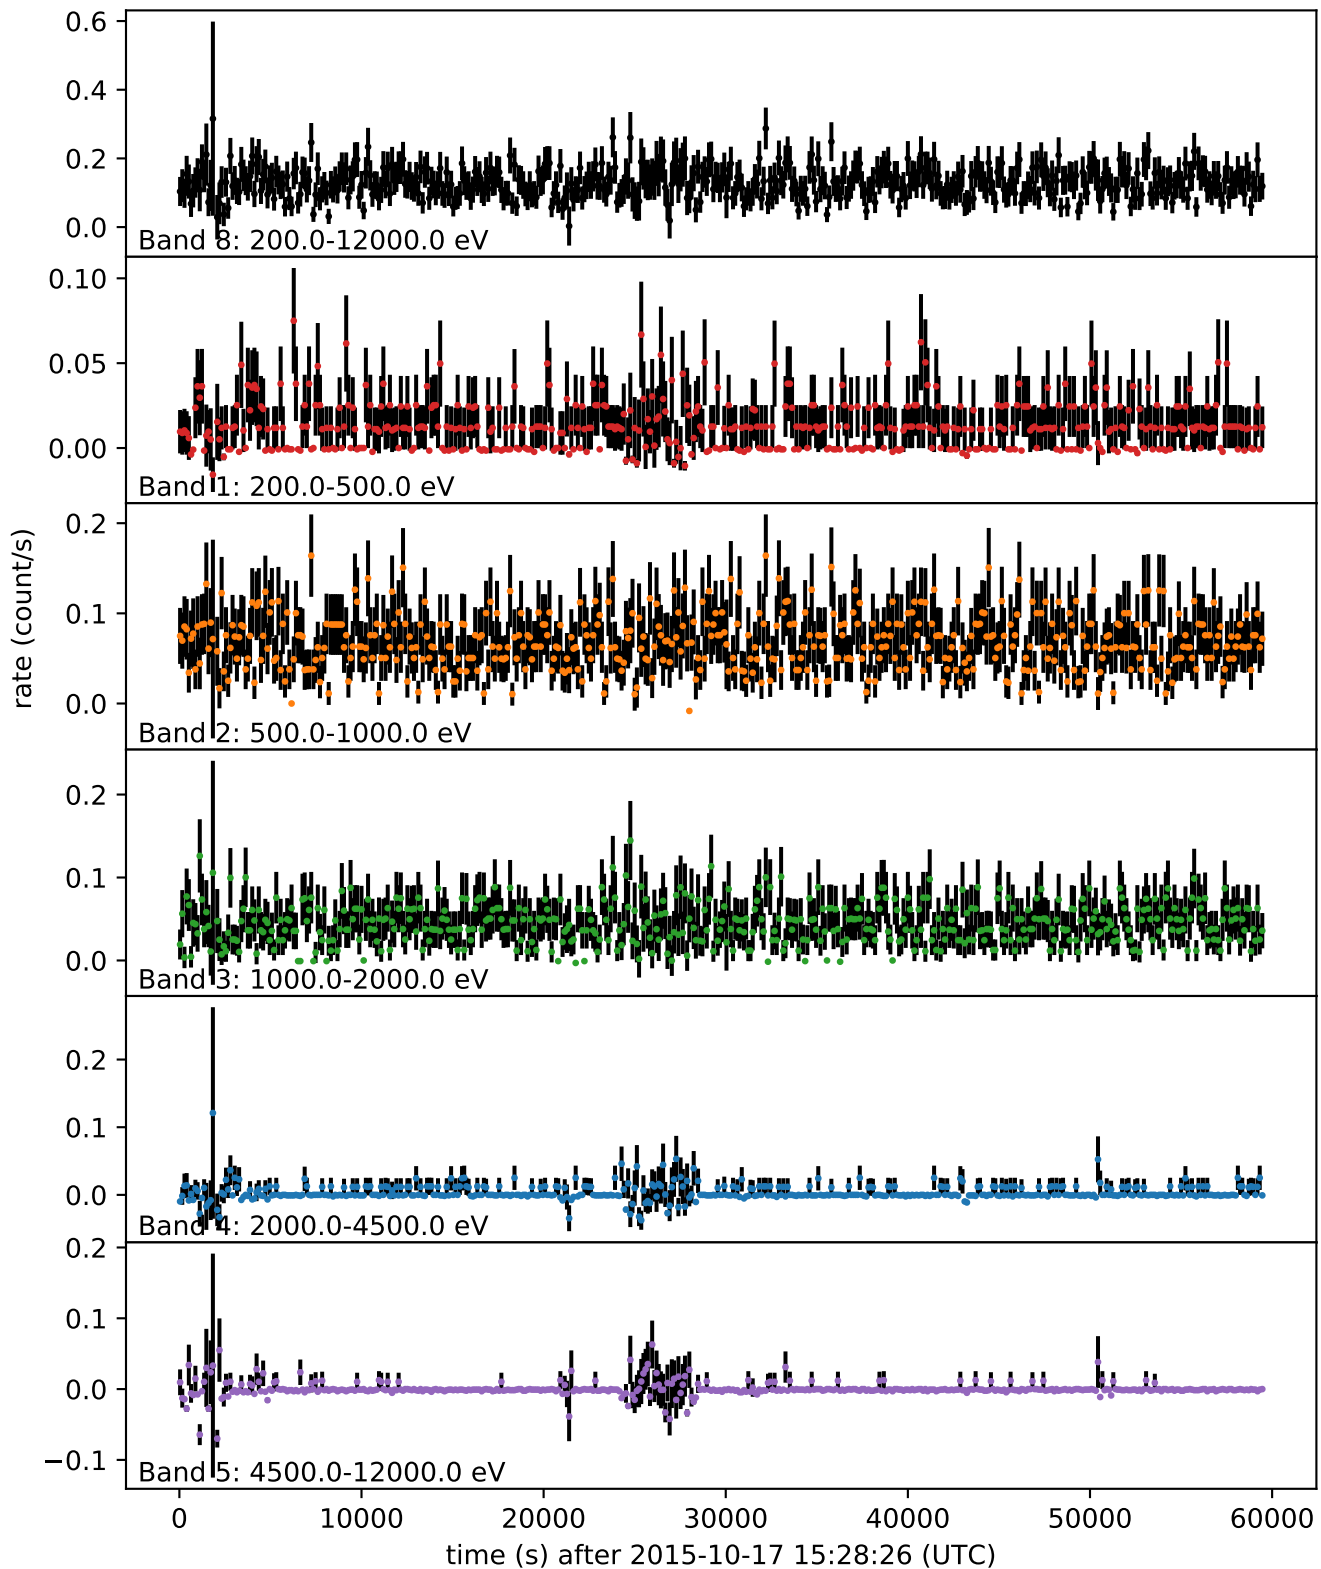 0.6
0.4
0.2
0.0
Band 8: 200.0-12000.0 eV
0.10
0.05
0.00
Band 1: 200.0-500.0 eV
rate (count/s)
0.2
0.1
0.0
Band 2: 500.0-1000.0 eV
0.2
0.1
0.0
Band 3: 1000.0-2000.0 eV
0.2
0.1
0.0
Band 4: 2000.0-4500.0 eV
0.2
0.1
0.0
−0.1
Band 5: 4500.0-12000.0 eV
0 10000 20000 30000 40000 50000 60000
time (s) after 2015-10-17 15:28:26 (UTC)